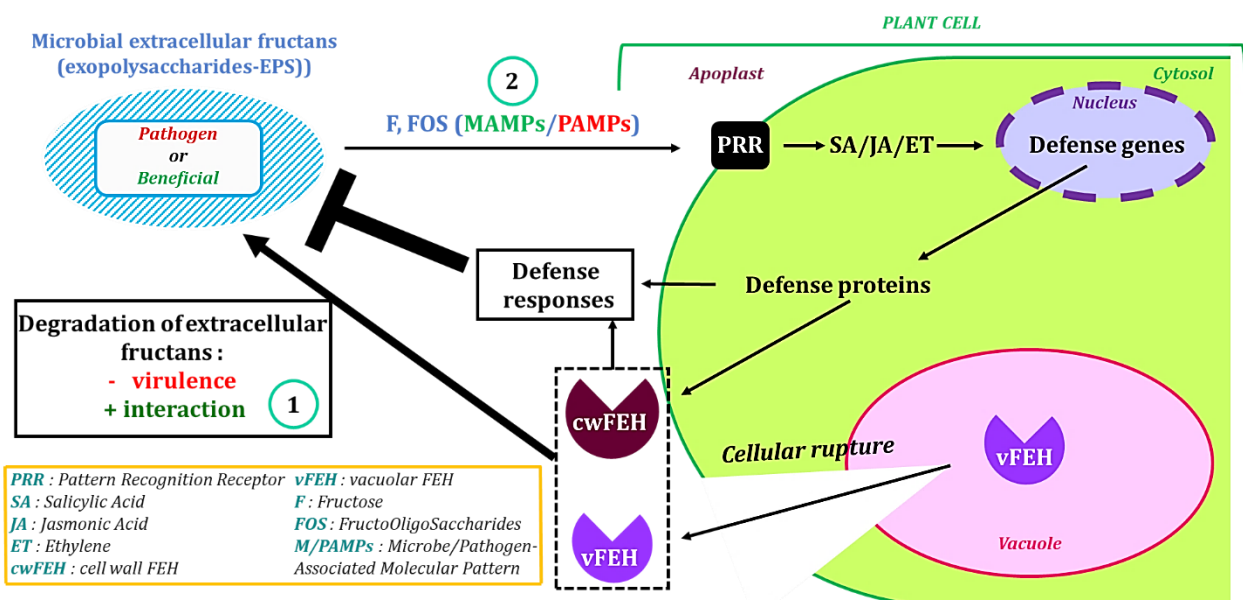 PLANT CELL
Microbial extracellular fructans
(exopolysaccharides-EPS))
2
Apoplast
Cytosol
Nucleus
Pathogen
or
Beneficial
F, FOS (MAMPs/PAMPs)
PRR
SA/JA/ET
Defense genes
Defense
responses
Defense proteins
Degradation of extracellular
fructans :
- virulence
+ interaction
1
cwFEH
Cellular rupture
vFEH
vFEH
Vacuole
PRR : Pattern Recognition Receptor
SA : Salicylic Acid
JA : Jasmonic Acid
ET : Ethylene
cwFEH : cell wall FEH
vFEH : vacuolar FEH
F : Fructose
FOS : FructoOligoSaccharides
M/PAMPs : Microbe/Pathogen-
Associated Molecular Pattern